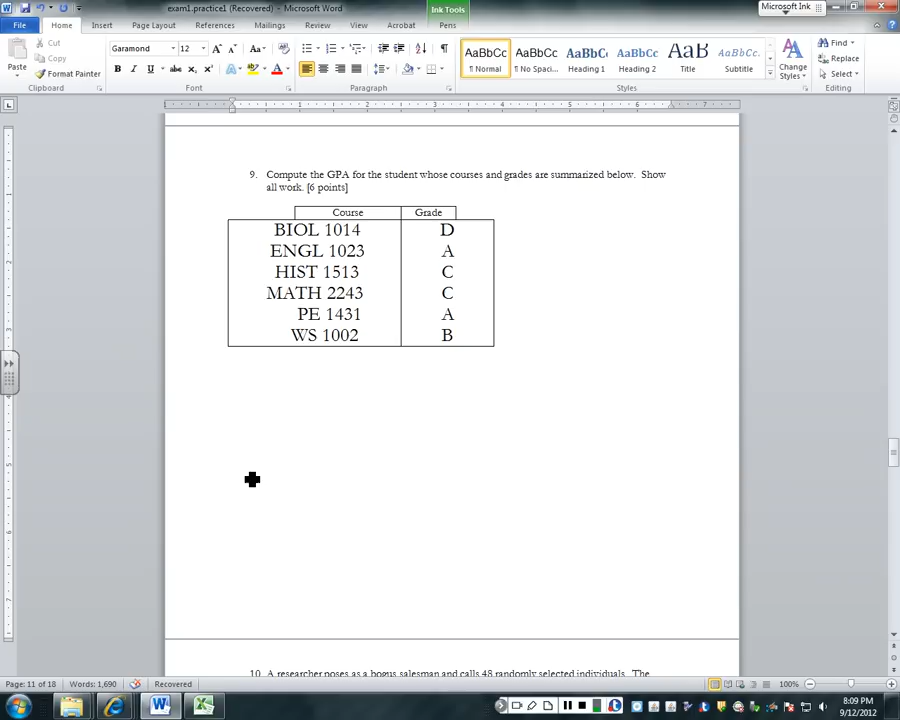 exam1.practice1 (Recovered) - Microsoft Word
Ink Tools
Microsoft Ink
File Home Insert Page Layout References Mailings Review View Acrobat Pens
Cut
Copy
Format Painter
Paste
Clipboard
Garamond 12
Font
Paragraph
AaBbCc AaBbCc AaBbC AaBbCc AaB AaBbCc.
¶ Normal ¶ No Spaci... Heading 1 Heading 2 Title Subtitle
Change Styles
Styles
Find
Replace
Select
Editing
9. Compute the GPA for the student whose courses and grades are summarized below. Show
all work. [6 points]
Course Grade
BIOL 1014 D
ENGL 1023 A
HIST 1513 C
MATH 2243 C
PE 1431 A
WS 1002 B
10. A researcher poses as a bogus salesman and calls 48 randomly selected individuals. The
Page: 11 of 18 Words: 1,690 Recovered 100%
8:09 PM
9/12/2012